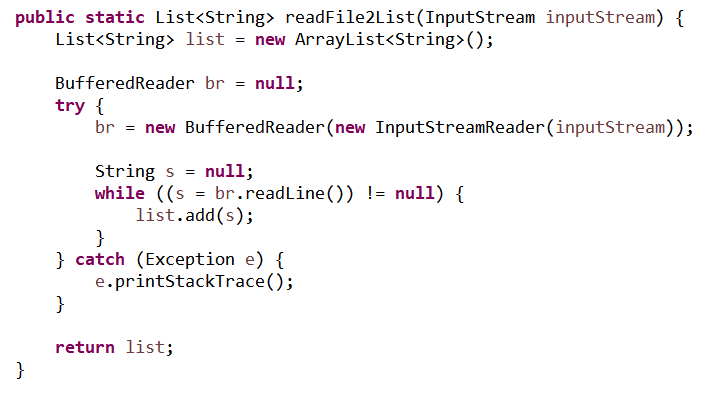 public static List<String> readFile2List(InputStream inputStream) {
    List<String> list = new ArrayList<String>();

    BufferedReader br = null;
    try {
        br = new BufferedReader(new InputStreamReader(inputStream));

        String s = null;
        while ((s = br.readLine()) != null) {
            list.add(s);
        }
    } catch (Exception e) {
        e.printStackTrace();
    }

    return list;
}